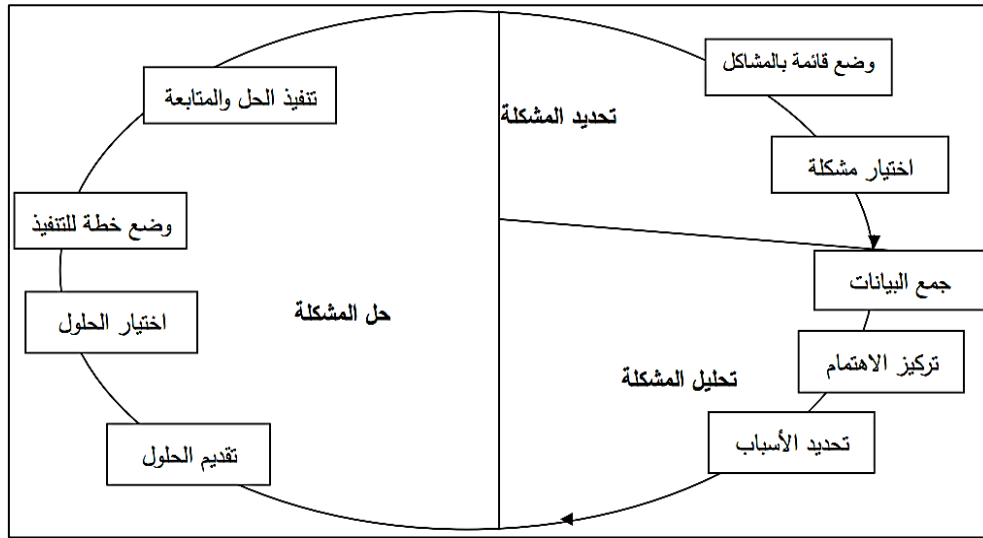 وضع قائمة بالمشاكل
اختيار مشكلة
تحديد المشكلة
جمع البيانات
تركيز الاهتمام
تحديد الأسباب
تحليل المشكلة
تقديم الحلول
اختيار الحلول
وضع خطة للتنفيذ
تنفيذ الحل والمتابعة
حل المشكلة